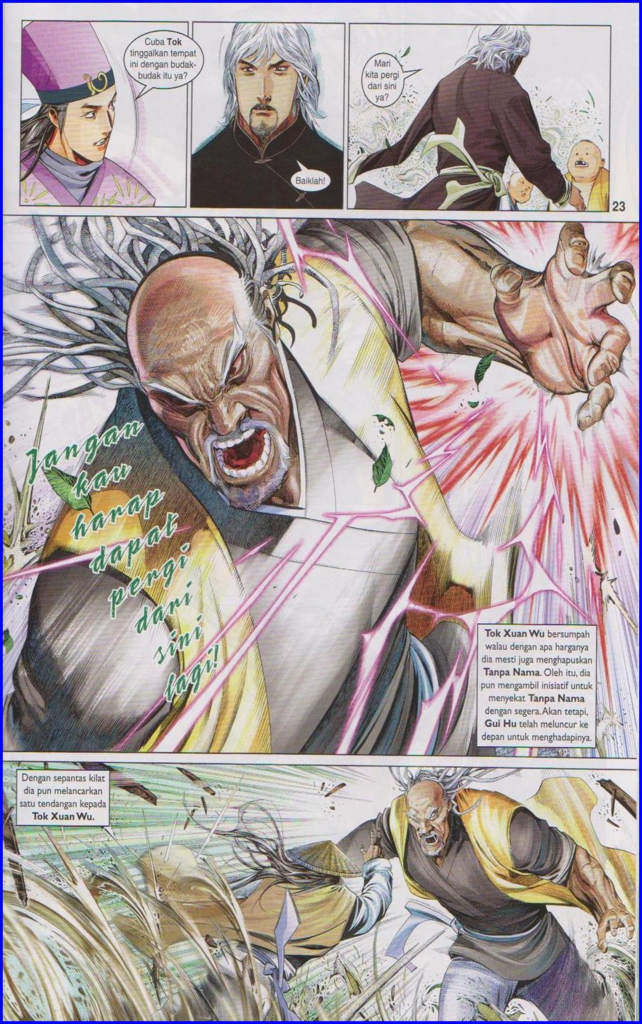 Cuba Tok
tinggalkan tempat
ini dengan budak-
budak itu ya?
Baiklah!
Mari
kita pergi
dari sini
ya?
23
Jangan
kau
harap
dapat
pergi
dari
sini
lagi!
Tok Xuan Wu bersumpah
walau dengan apa harganya
dia mesti juga menghapuskan
Tanpa Nama. Oleh itu, dia
pun mengambil inisiatif untuk
menyekat Tanpa Nama
dengan segera. Akan tetapi,
Gui Hu telah meluncur ke
depan untuk menghadapinya.
Dengan sepantas kilat
dia pun melancarkan
satu tendangan kepada
Tok Xuan Wu.